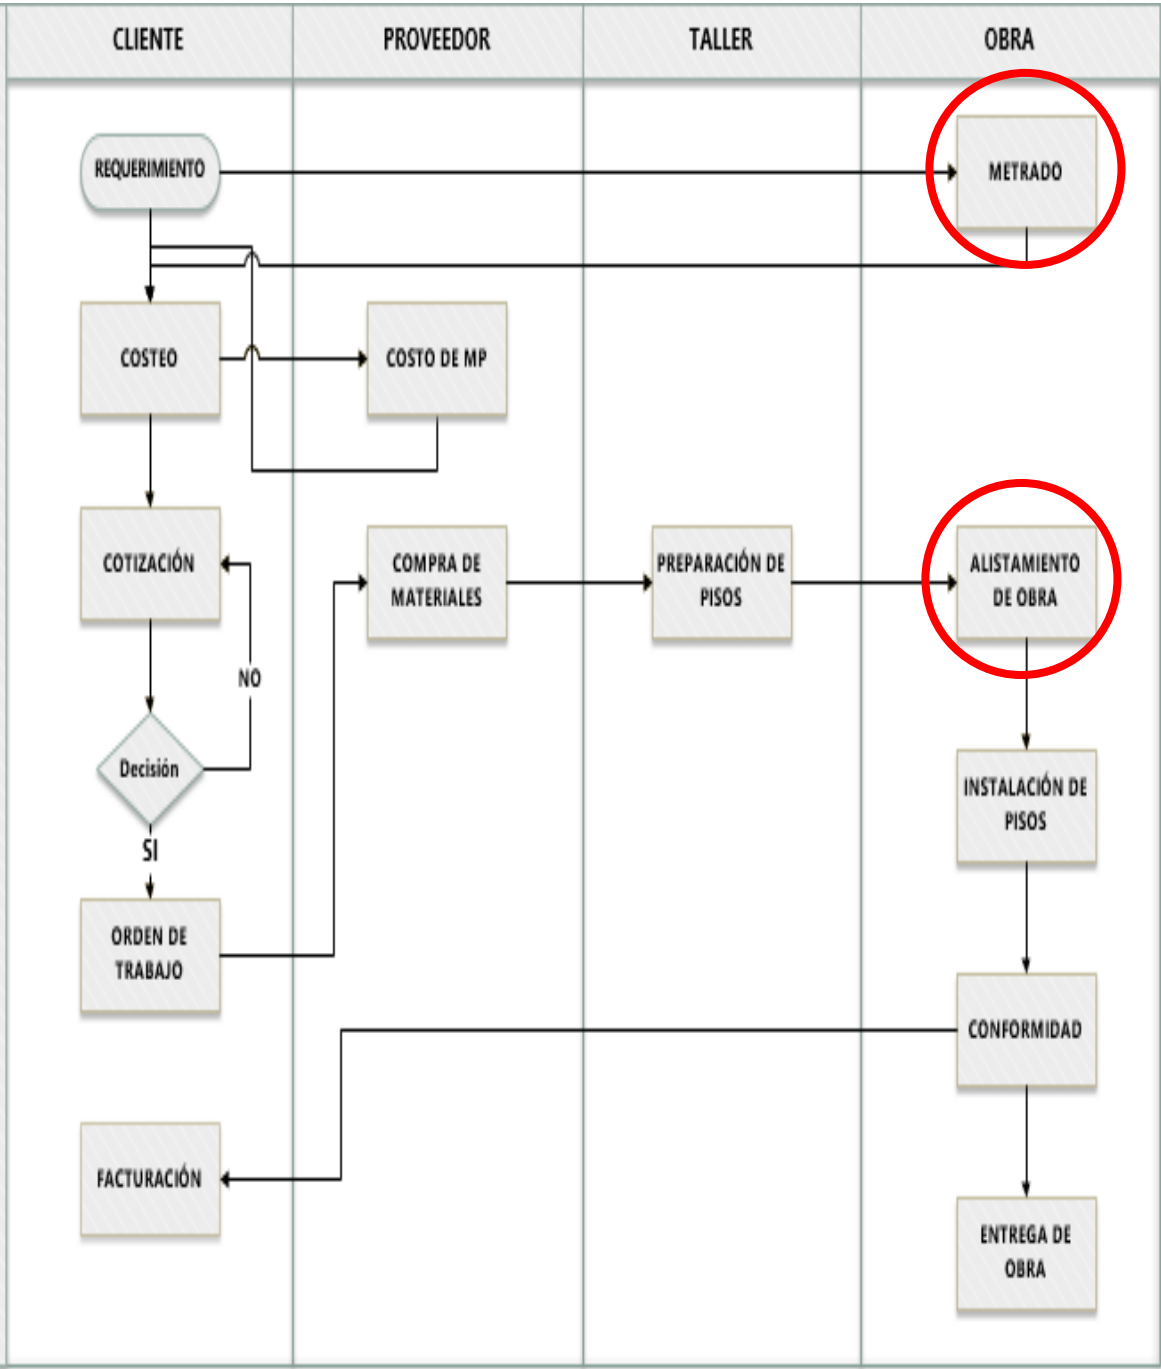 CLIENTE
PROVEEDOR
TALLER
OBRA
REQUERIMIENTO
METRADO
COSTEO
COSTO DE MP
COTIZACIÓN
COMPRA DE
MATERIALES
PREPARACIÓN DE
PISOS
ALISTAMIENTO
DE OBRA
NO
Decisión
INSTALACIÓN DE
PISOS
SI
ORDEN DE
TRABAJO
CONFORMIDAD
FACTURACIÓN
ENTREGA DE
OBRA